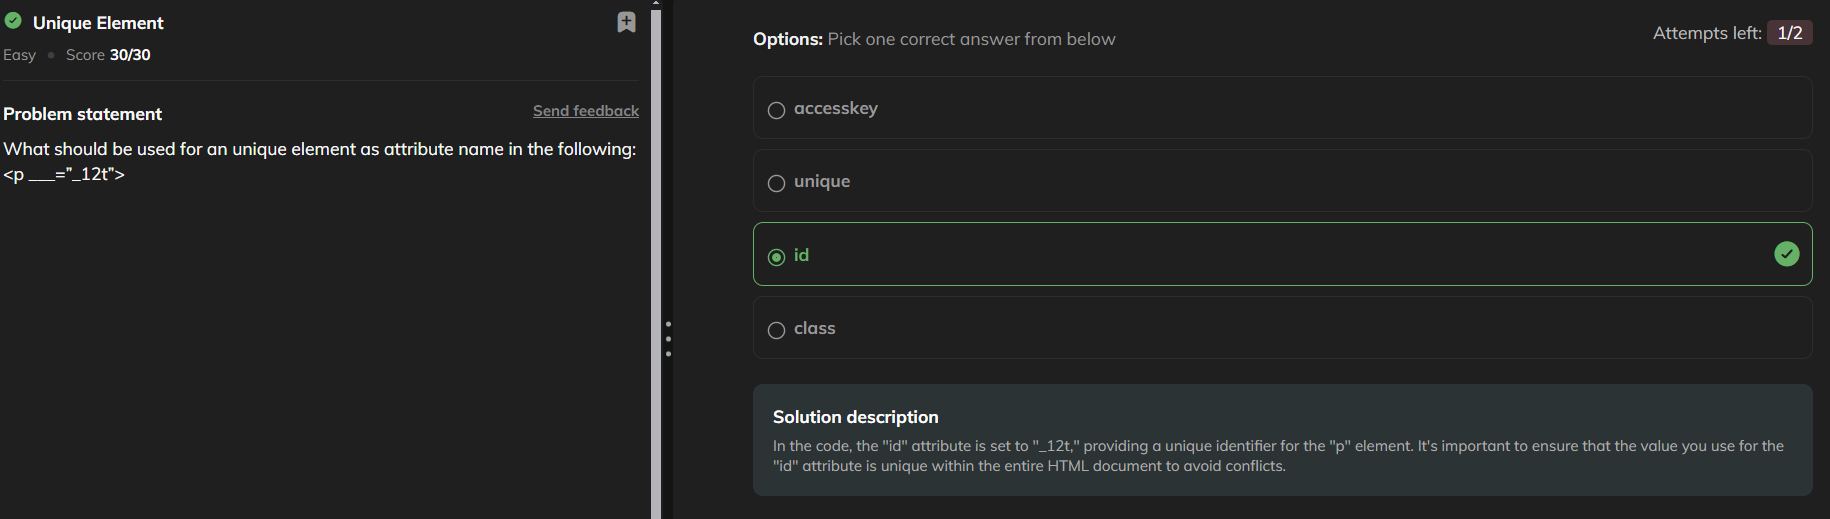 Unique Element
Easy • Score 30/30
Problem statement
Send feedback
What should be used for an unique element as attribute name in the following:
<p ___="_12t">
Options: Pick one correct answer from below
Attempts left: 1/2
accesskey
unique
id
class
Solution description
In the code, the "id" attribute is set to "_12t," providing a unique identifier for the "p" element. It's important to ensure that the value you use for the
"id" attribute is unique within the entire HTML document to avoid conflicts.